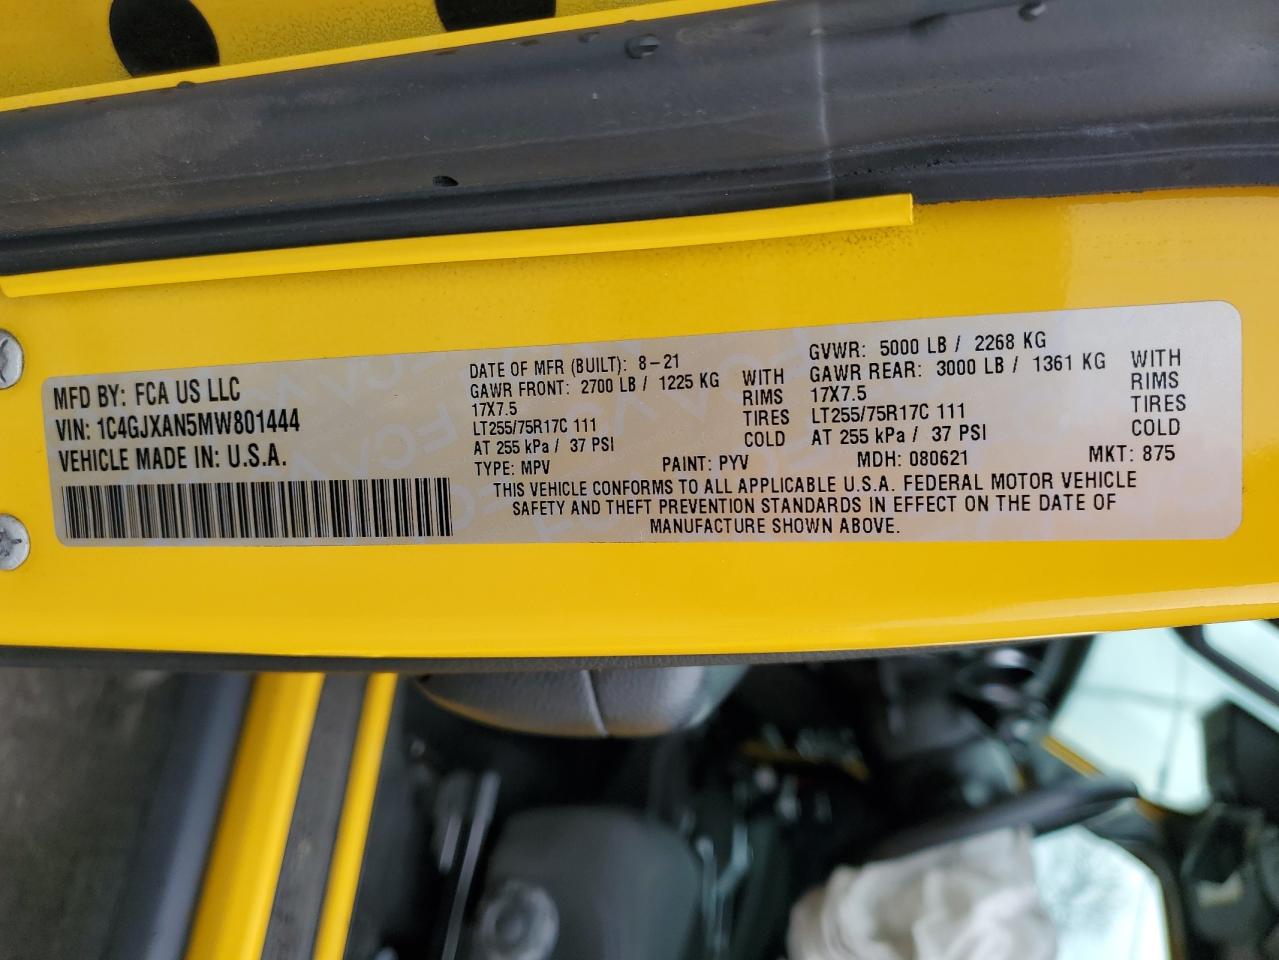 MFD BY: FCA US LLC
VIN: 1C4GJXAN5MW801444
VEHICLE MADE IN: U.S.A.
DATE OF MFR (BUILT): 8-21
GAWR FRONT: 2700 LB / 1225 KG WITH
17X7.5 RIMS
LT255/75R17C 111 TIRES
AT 255 kPa / 37 PSI COLD
GVWR: 5000 LB / 2268 KG
GAWR REAR: 3000 LB / 1361 KG WITH
17X7.5 RIMS
LT255/75R17C 111 TIRES
AT 255 kPa / 37 PSI COLD
TYPE: MPV PAINT: PYV MDH: 080621 MKT: 875
THIS VEHICLE CONFORMS TO ALL APPLICABLE U.S.A. FEDERAL MOTOR VEHICLE
SAFETY AND THEFT PREVENTION STANDARDS IN EFFECT ON THE DATE OF
MANUFACTURE SHOWN ABOVE.